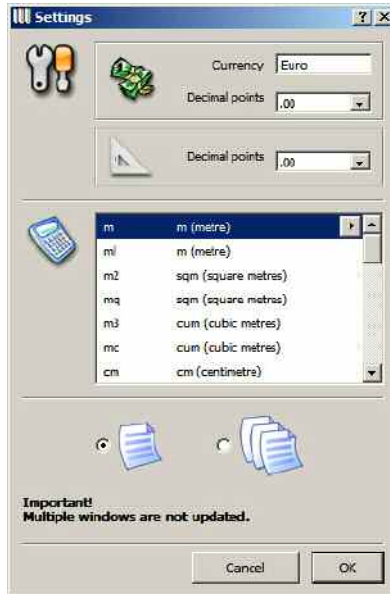 Settings
Currency Euro
Decimal points .00
Decimal points .00
m m (metre)
ml m (metre)
m2 sqm (square metres)
mq sqm (square metres)
m3 cum (cubic metres)
mc cum (cubic metres)
cm cm (centimetre)
Important!
Multiple windows are not updated.
Cancel OK